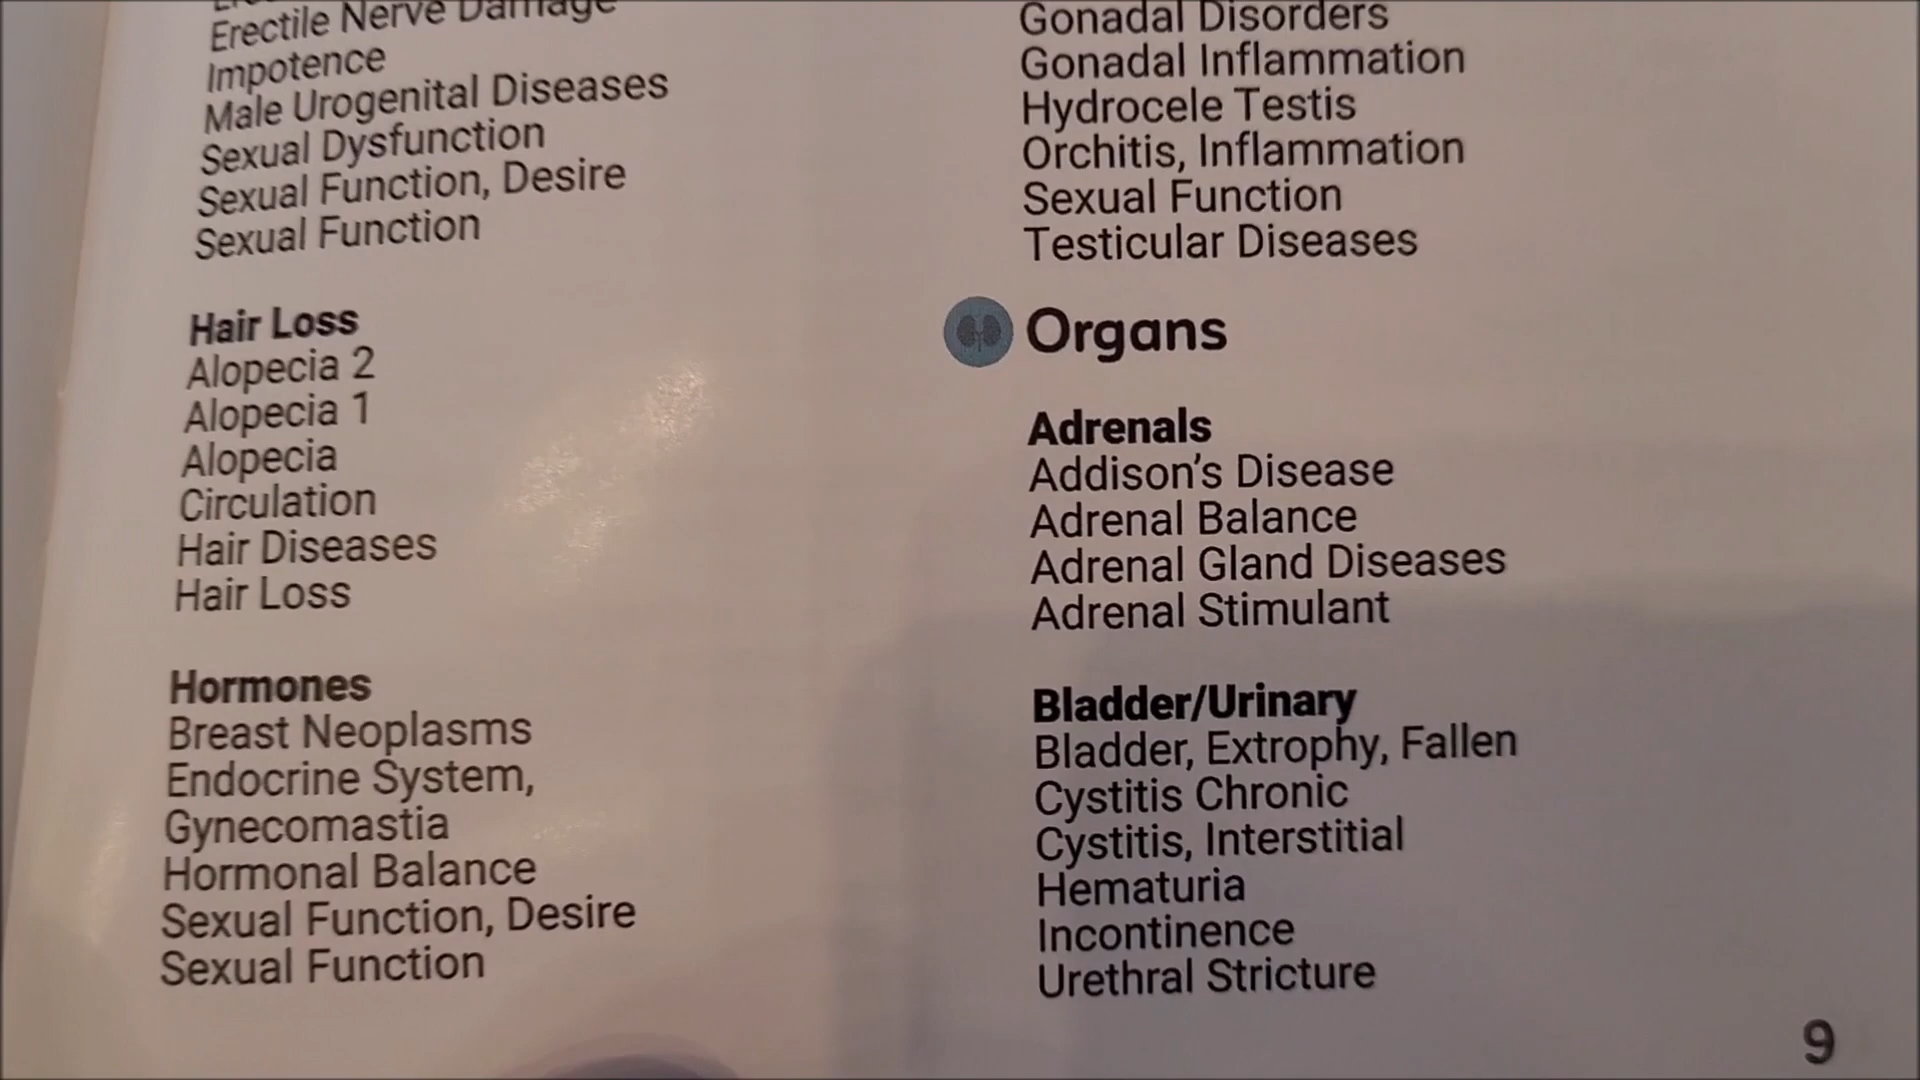 Erectile Nerve Damage
Impotence
Male Urogenital Diseases
Sexual Dysfunction
Sexual Function, Desire
Sexual Function
Hair Loss
Alopecia 2
Alopecia 1
Alopecia
Circulation
Hair Diseases
Hair Loss
Hormones
Breast Neoplasms
Endocrine System,
Gynecomastia
Hormonal Balance
Sexual Function, Desire
Sexual Function
Gonadal Disorders
Gonadal Inflammation
Hydrocele Testis
Orchitis, Inflammation
Sexual Function
Testicular Diseases
Organs
Adrenals
Addison's Disease
Adrenal Balance
Adrenal Gland Diseases
Adrenal Stimulant
Bladder/Urinary
Bladder, Extrophy, Fallen
Cystitis Chronic
Cystitis, Interstitial
Hematuria
Incontinence
Urethral Stricture
9